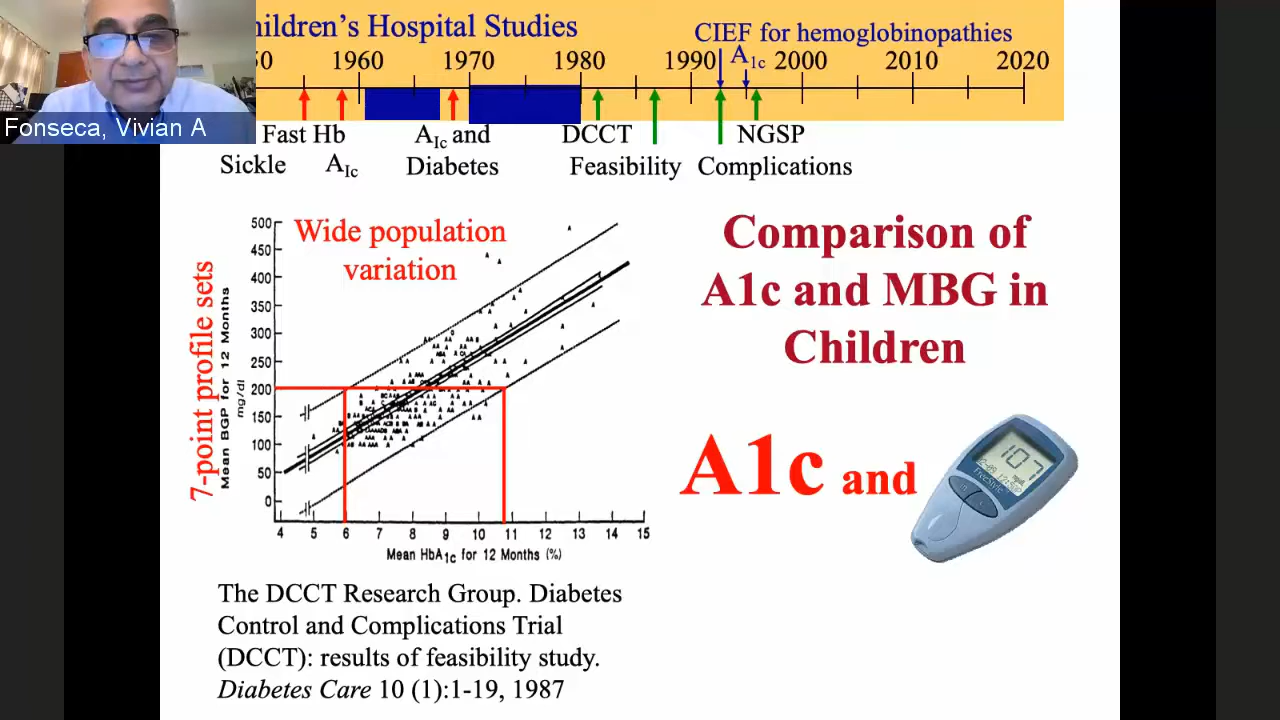 hildren's Hospital Studies
CIEF for hemoglobinopathies
A1c
50 1960 1970 1980 1990 2000 2010 2020
Fonseca, Vivian A
Fast Hb AIc and DCCT NGSP
Sickle AIc Diabetes Feasibility Complications
Wide population
variation
7-point profile sets
Mean BGP for 12 Months
mg/dl
500
450
400
350
300
250
200
150
100
50
0
4 5 6 7 8 9 10 11 12 13 14 15
Mean HbA1c for 12 Months (%)
Comparison of
A1c and MBG in
Children
A1c and
107
FreeStyle
The DCCT Research Group. Diabetes
Control and Complications Trial
(DCCT): results of feasibility study.
Diabetes Care 10 (1):1-19, 1987